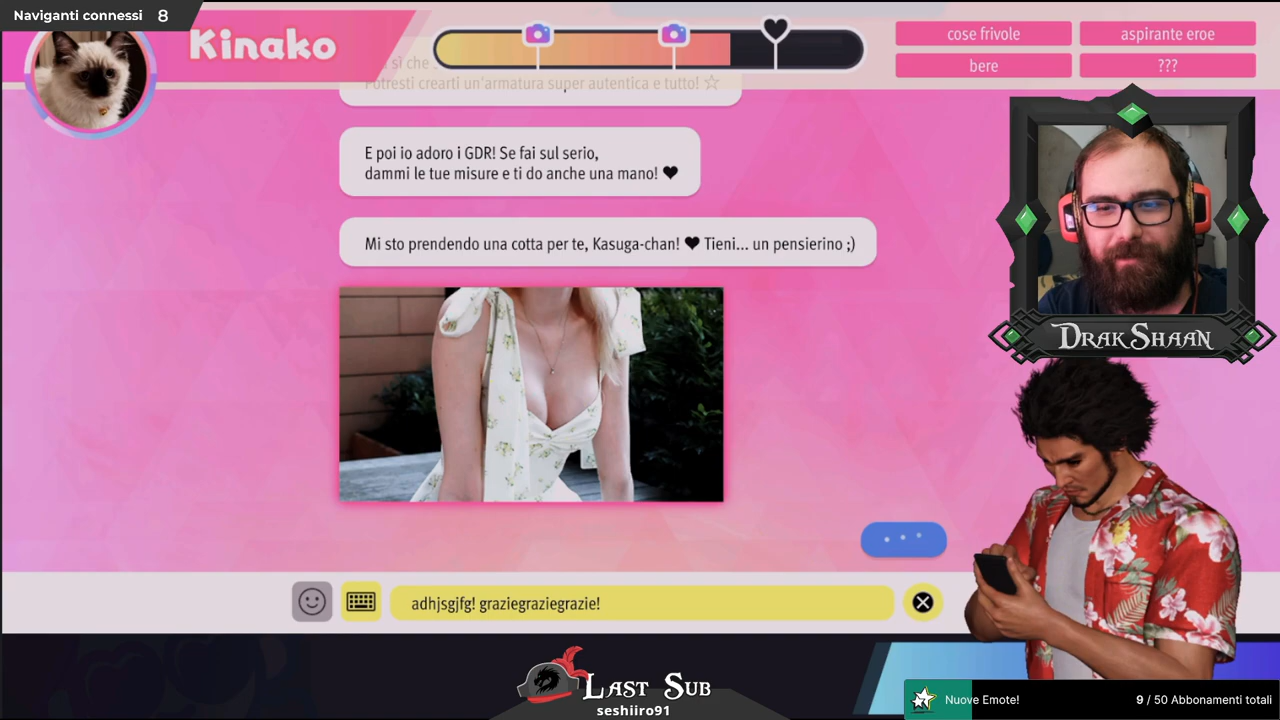 Naviganti connessi 8
Kinako
cose frivole
aspirante eroe
bere
???
sì che
Potresti crearti un'armatura super autentica e tutto! ☆
E poi io adoro i GDR! Se fai sul serio,
dammi le tue misure e ti do anche una mano! ♥
Mi sto prendendo una cotta per te, Kasuga-chan! ♥ Tieni... un pensierino ;)
DrakShaan
...
adhjsgjfg! graziegraziegrazie!
Last Sub
seshiiro91
Nuove Emote!
9 / 50 Abbonamenti totali